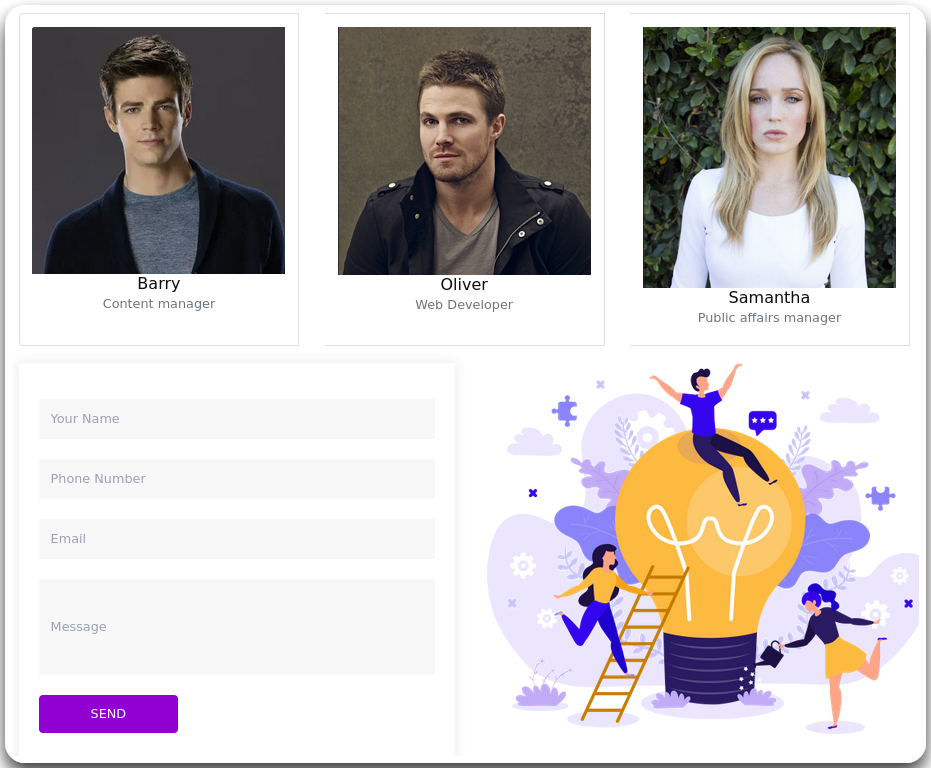 Barry
Content manager
Oliver
Web Developer
Samantha
Public affairs manager
Your Name
Phone Number
Email
Message
SEND